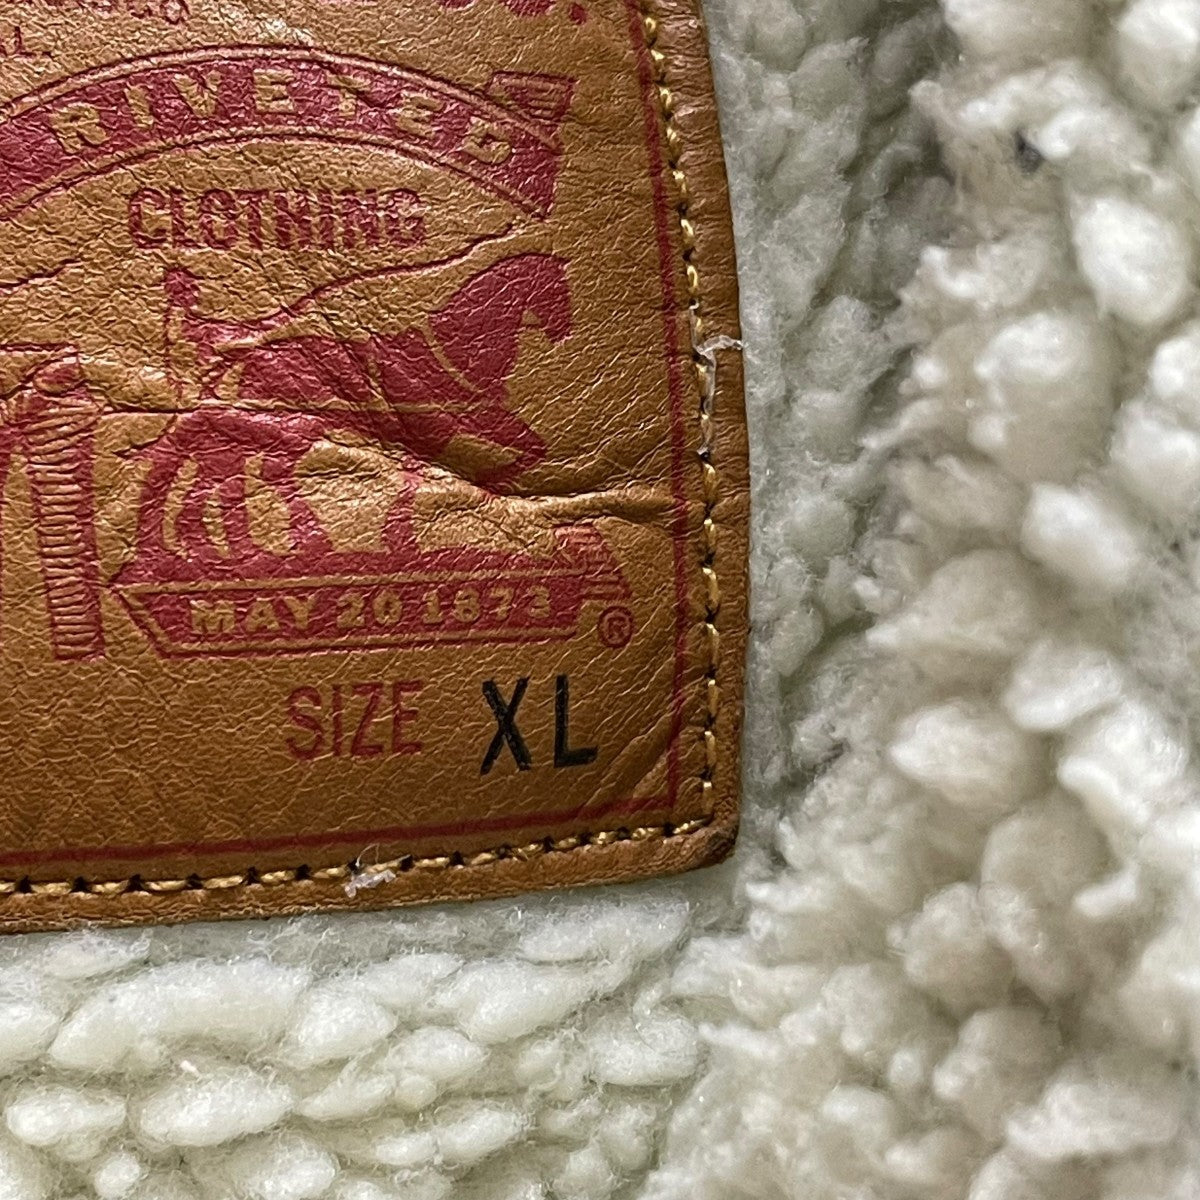 RIVETED
CLOTHING
MAY 20 1873
®
SIZE XL